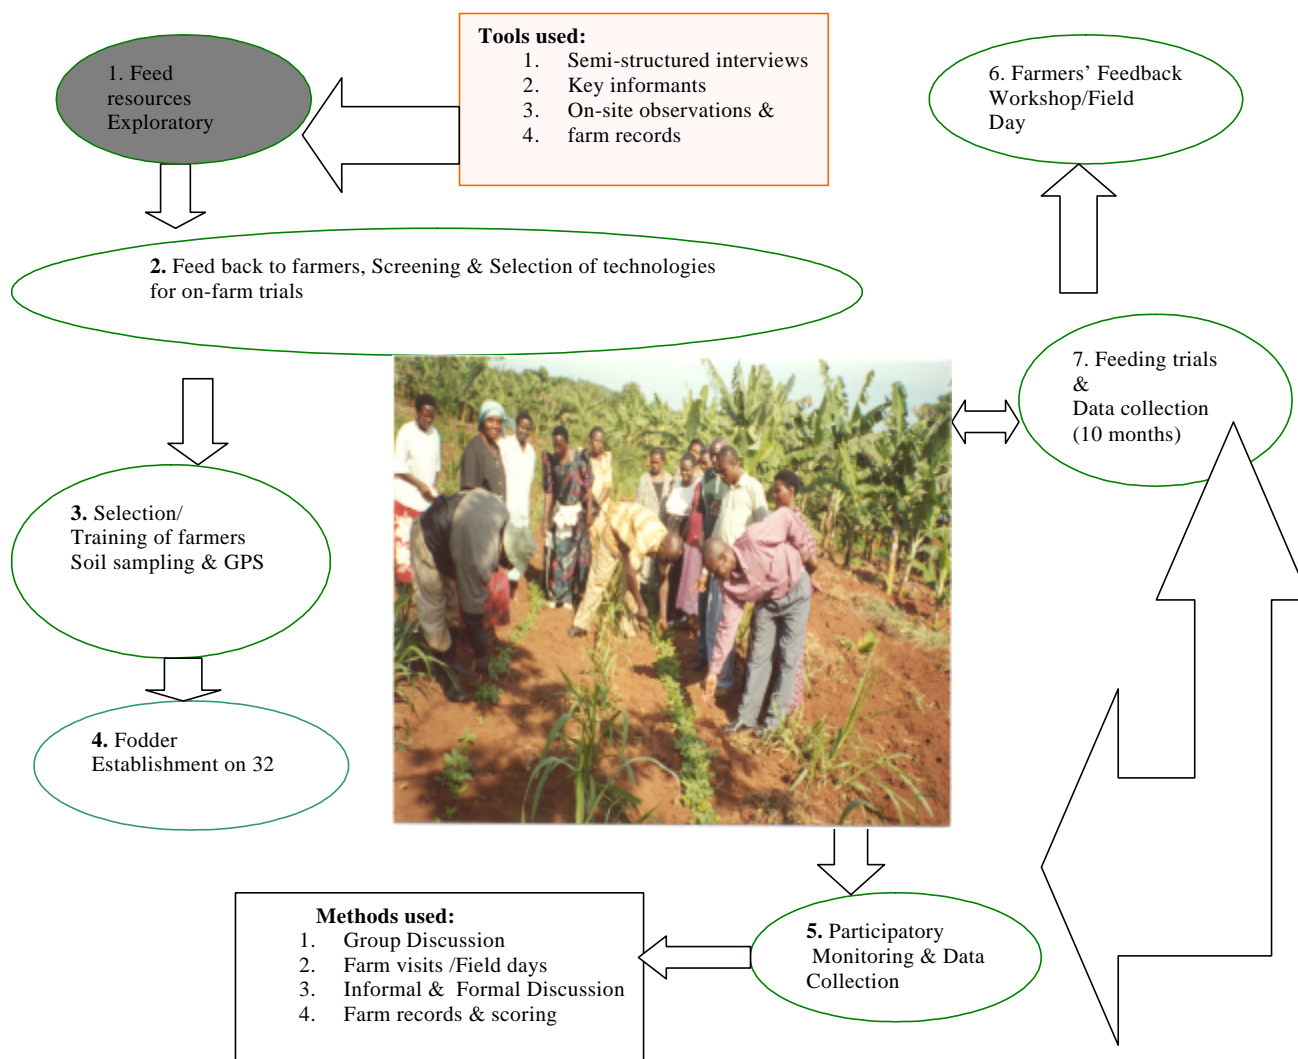 1. Feed
resources
Exploratory
Tools used:
1. Semi-structured interviews
2. Key informants
3. On-site observations &
4. farm records
6. Farmers’ Feedback
Workshop/Field
Day
2. Feed back to farmers, Screening & Selection of technologies
for on-farm trials
7. Feeding trials
&
Data collection
(10 months)
3. Selection/
Training of farmers
Soil sampling & GPS
4. Fodder
Establishment on 32
5. Participatory
Monitoring & Data
Collection
Methods used:
1. Group Discussion
2. Farm visits /Field days
3. Informal & Formal Discussion
4. Farm records & scoring